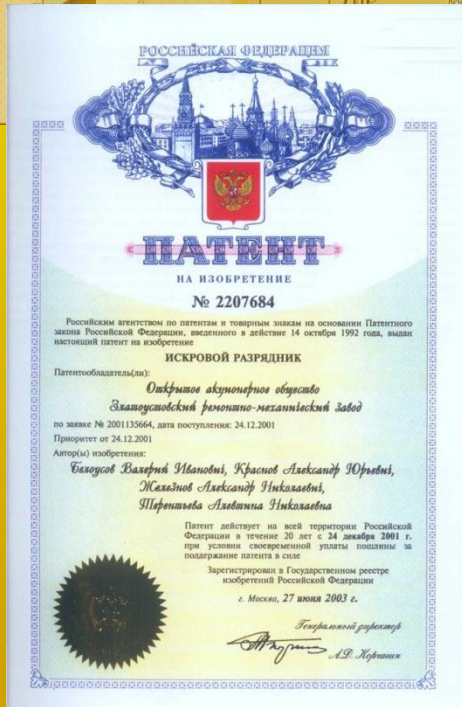 РОССИЙСКАЯ ФЕДЕРАЦИЯ
ПАТЕНТ
НА ИЗОБРЕТЕНИЕ
№ 2207684
Российским агентством по патентам и товарным знакам на основании Патентного
закона Российской Федерации, введенного в действие 14 октября 1992 года, выдан
настоящий патент на изобретение
ИСКРОВОЙ РАЗРЯДНИК
Патентообладатель(ли):
Открытое акционерное общество
Златоустовский ремонтно-механический завод
по заявке № 2001135664, дата поступления: 24.12.2001
Приоритет от 24.12.2001
Автор(ы) изобретения:
Белоусов Валерий Иванович, Краснов Александр Юрьевич,
Железнов Александр Николаевич,
Терентьева Алевтина Николаевна
Патент действует на всей территории Российской
Федерации в течение 20 лет с 24 декабря 2001 г.
при условии своевременной уплаты пошлины за
поддержание патента в силе
Зарегистрирован в Государственном реестре
изобретений Российской Федерации
г. Москва, 27 июня 2003 г.
Генеральный директор
А.Д. Корчагин